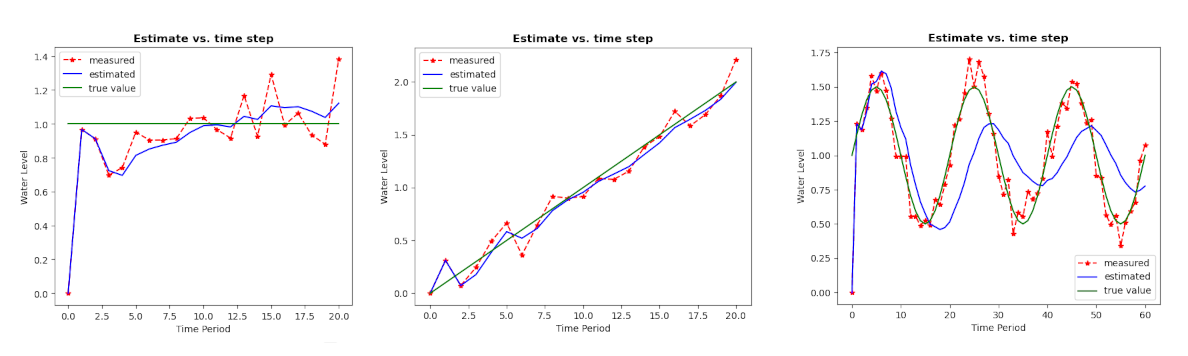 Estimate vs. time step
Water Level
1.4
1.2
1.0
0.8
0.6
0.4
0.2
0.0
measured
estimated
true value
0.0 2.5 5.0 7.5 10.0 12.5 15.0 17.5 20.0
Time Period
Estimate vs. time step
Water Level
2.0
1.5
1.0
0.5
0.0
measured
estimated
true value
0.0 2.5 5.0 7.5 10.0 12.5 15.0 17.5 20.0
Time Period
Estimate vs. time step
Water Level
1.75
1.50
1.25
1.00
0.75
0.50
0.25
0.00
measured
estimated
true value
0 10 20 30 40 50 60
Time Period